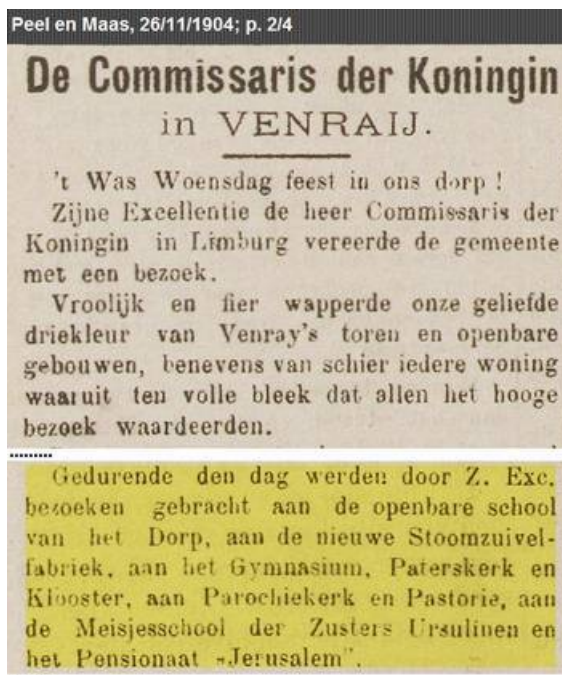 Peel en Maas, 26/11/1904; p. 2/4
De Commissaris der Koningin
in VENRAIJ.
't Was Woensdag feest in ons dorp !
Zijne Excellentie de heer Commissaris der
Koningin in Limburg vereerde de gemeente
met een bezoek.
Vroolijk en fier wapperde onze geliefde
driekleur van Venray's toren en openbare
gebouwen, benevens van schier iedere woning
waaruit ten volle bleek dat allen het hooge
bezoek waardeerden.
.........
Gedurende den dag werden door Z. Exc.
bezoeken gebracht aan de openbare school
van het Dorp, aan de nieuwe Stoomzuivel-
fabriek, aan het Gymnasium, Paterskerk en
Klooster, aan Parochiekerk en Pastorie, aan
de Meisjesschool der Zusters Ursulinen en
het Pensionaat „Jerusalem".